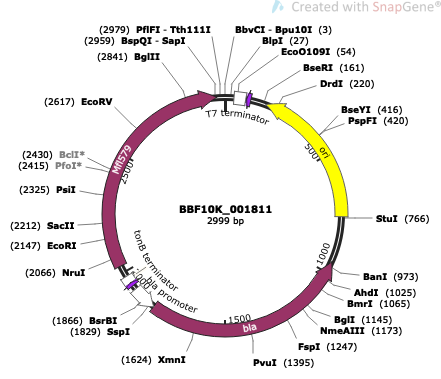 Created with SnapGene®
(2979) PflFI - Tth111I
(2959) BspQI - SapI
(2841) BglII
(2617) EcoRV
(2430) BclI*
(2415) PfoI*
(2325) PsiI
(2212) SacII
(2147) EcoRI
(2066) NruI
(1866) BsrBI
(1829) SspI
(1624) XmnI
BbvCI - Bpu10I (3)
BlpI (27)
EcoO109I (54)
BseRI (161)
DrdI (220)
BseYI (416)
PspFI (420)
StuI (766)
BanI (973)
AhdI (1025)
BmrI (1065)
BglI (1145)
NmeAIII (1173)
FspI (1247)
PvuI (1395)
T7 terminator
ori
500
1000
1500
2500
Mfl579
tonB terminator
bla promoter
bla
BBF10K_001811
2999 bp